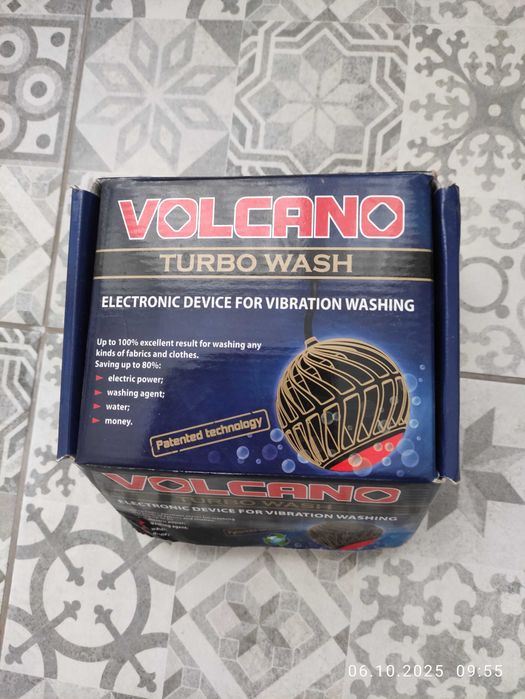 VOLCANO
TURBO WASH
ELECTRONIC DEVICE FOR VIBRATION WASHING
Up to 100% excellent result for washing any
kinds of fabrics and clothes.
Saving up to 80%:
electric power;
washing agent;
water;
money.
Patented technology
VOLCANO
TURBO WASH
ELECTRONIC DEVICE FOR VIBRATION WASHING
06.10.2025 09:55